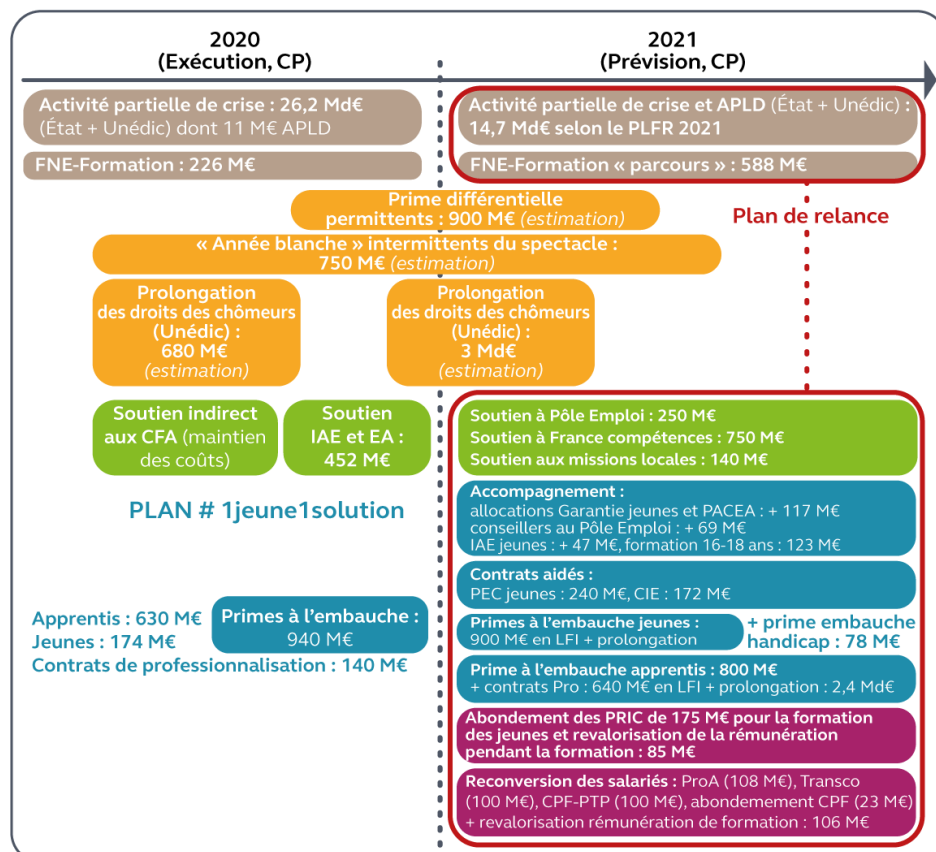 2020
(Exécution, CP)
2021
(Prévision, CP)
Activité partielle de crise : 26,2 Md€
(État + Unédic) dont 11 M€ APLD
Activité partielle de crise et APLD (État + Unédic) :
14,7 Md€ selon le PLFR 2021
FNE-Formation : 226 M€
FNE-Formation « parcours » : 588 M€
Prime différentielle
permittents : 900 M€ (estimation)
Plan de relance
« Année blanche » intermittents du spectacle :
750 M€ (estimation)
Prolongation
des droits des chômeurs
(Unédic) :
680 M€
(estimation)
Prolongation
des droits des chômeurs
(Unédic) :
3 Md€
(estimation)
Soutien indirect
aux CFA (maintien
des coûts)
Soutien
IAE et EA :
452 M€
Soutien à Pôle Emploi : 250 M€
Soutien à France compétences : 750 M€
Soutien aux missions locales : 140 M€
PLAN # 1jeune1solution
Accompagnement :
allocations Garantie jeunes et PACEA : + 117 M€
conseillers au Pôle Emploi : + 69 M€
IAE jeunes : + 47 M€, formation 16-18 ans : 123 M€
Contrats aidés :
PEC jeunes : 240 M€, CIE : 172 M€
Apprentis : 630 M€
Jeunes : 174 M€
Contrats de professionnalisation : 140 M€
Primes à l'embauche :
940 M€
Primes à l'embauche jeunes :
900 M€ en LFI + prolongation
+ prime embauche
handicap : 78 M€
Prime à l'embauche apprentis : 800 M€
+ contrats Pro : 640 M€ en LFI + prolongation : 2,4 Md€
Abondement des PRIC de 175 M€ pour la formation
des jeunes et revalorisation de la rémunération
pendant la formation : 85 M€
Reconversion des salariés : ProA (108 M€), Transco
(100 M€), CPF-PTP (100 M€), abondemement CPF (23 M€)
+ revalorisation rémunération de formation : 106 M€